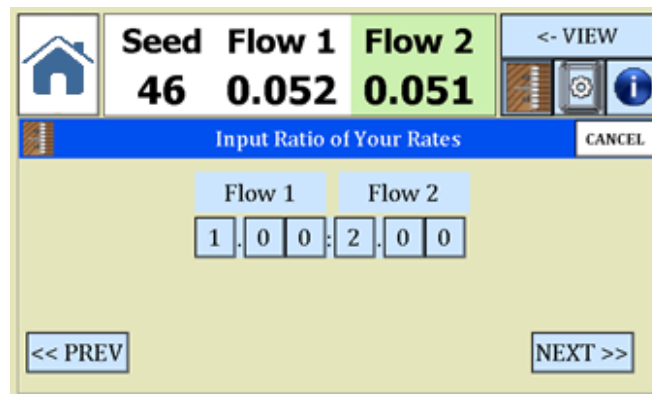 Seed Flow 1 Flow 2 <- VIEW
46 0.052 0.051 i
Input Ratio of Your Rates CANCEL
Flow 1 Flow 2
1.00:2.00
<< PREV NEXT >>